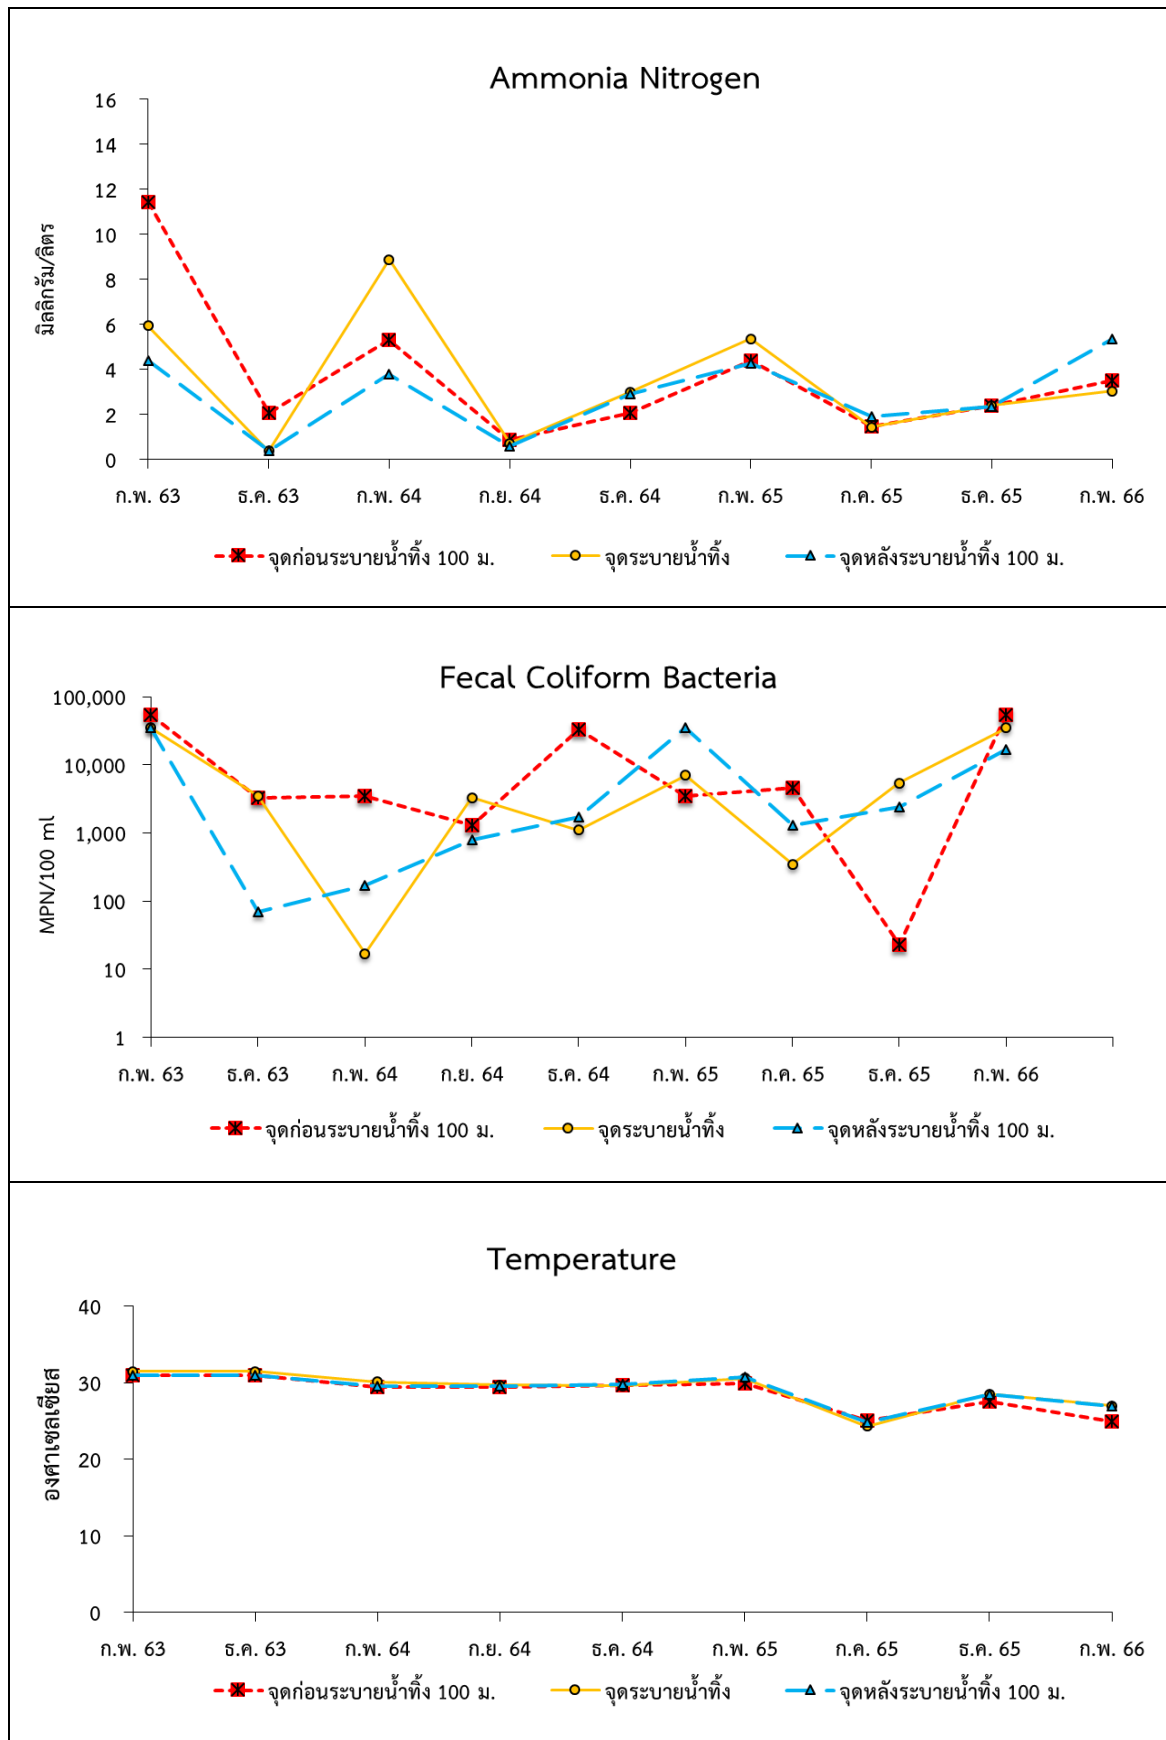 Ammonia Nitrogen
16
14
12
10
8
6
4
2
0
มิลลิกรัม/ลิตร
ก.พ. 63 ธ.ค. 63 ก.พ. 64 ก.ย. 64 ธ.ค. 64 ก.พ. 65 ก.ค. 65 ธ.ค. 65 ก.พ. 66
จุดก่อนระบายน้ำทิ้ง 100 ม. จุดระบายน้ำทิ้ง จุดหลังระบายน้ำทิ้ง 100 ม.
Fecal Coliform Bacteria
100,000
10,000
1,000
100
10
1
MPN/100 ml
ก.พ. 63 ธ.ค. 63 ก.พ. 64 ก.ย. 64 ธ.ค. 64 ก.พ. 65 ก.ค. 65 ธ.ค. 65 ก.พ. 66
จุดก่อนระบายน้ำทิ้ง 100 ม. จุดระบายน้ำทิ้ง จุดหลังระบายน้ำทิ้ง 100 ม.
Temperature
40
30
20
10
0
องศาเซลเซียส
ก.พ. 63 ธ.ค. 63 ก.พ. 64 ก.ย. 64 ธ.ค. 64 ก.พ. 65 ก.ค. 65 ธ.ค. 65 ก.พ. 66
จุดก่อนระบายน้ำทิ้ง 100 ม. จุดระบายน้ำทิ้ง จุดหลังระบายน้ำทิ้ง 100 ม.